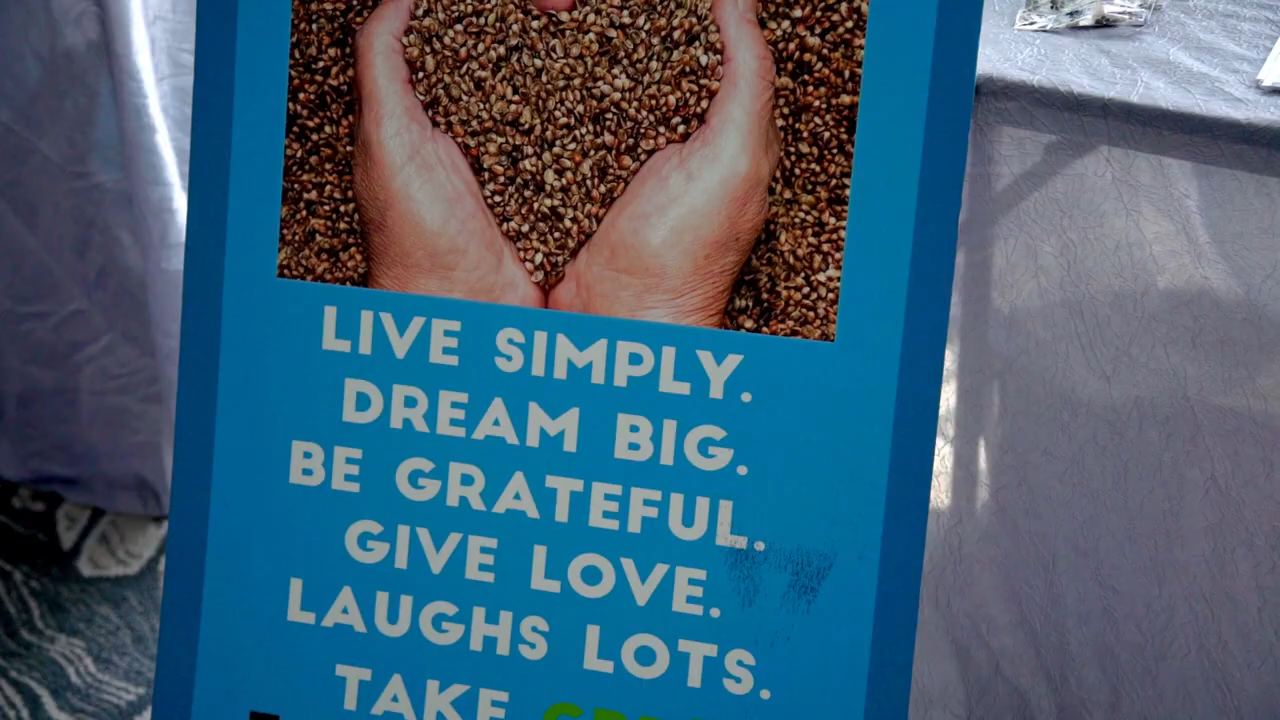 LIVE SIMPLY.
DREAM BIG.
BE GRATEFUL.
GIVE LOVE.
LAUGHS LOTS.
TAKE